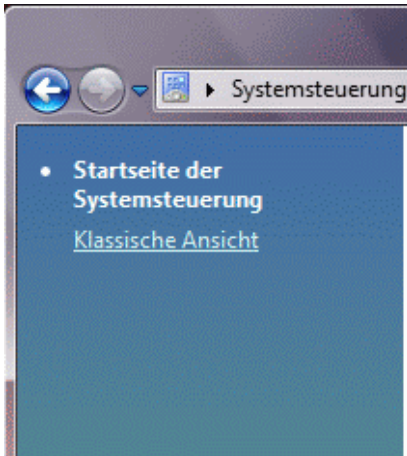 Systemsteuerung
Startseite der
Systemsteuerung
Klassische Ansicht